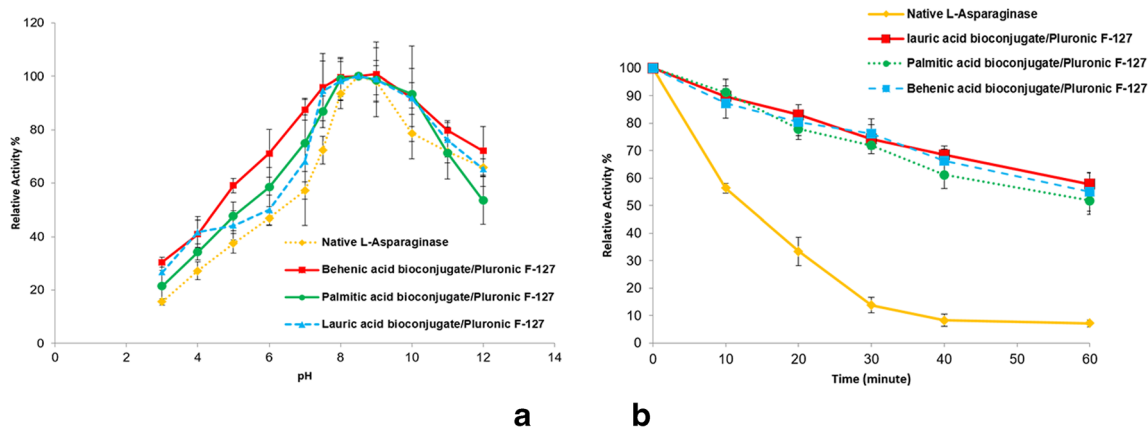 120
100
80
60
40
20
0
Relative Activity %
0 2 4 6 8 10 12 14
pH
Native L-Asparaginase
Behenic acid bioconjugate/Pluronic F-127
Palmitic acid bioconjugate/Pluronic F-127
Lauric acid bioconjugate/Pluronic F-127
a
Native L-Asparaginase
lauric acid bioconjugate/Pluronic F-127
Palmitic acid bioconjugate/Pluronic F-127
Behenic acid bioconjugate/Pluronic F-127
100
90
80
70
60
50
40
30
20
10
0
Relative Activity %
0 10 20 30 40 50 60
Time (minute)
b